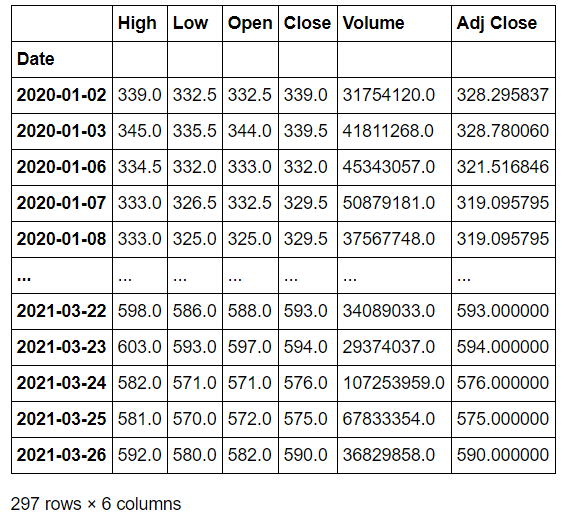 High Low Open Close Volume Adj Close
Date
2020-01-02 339.0 332.5 332.5 339.0 31754120.0 328.295837
2020-01-03 345.0 335.5 344.0 339.5 41811268.0 328.780060
2020-01-06 334.5 332.0 333.0 332.0 45343057.0 321.516846
2020-01-07 333.0 326.5 332.5 329.5 50879181.0 319.095795
2020-01-08 333.0 325.0 325.0 329.5 37567748.0 319.095795
... ... ... ... ... ... ...
2021-03-22 598.0 586.0 588.0 593.0 34089033.0 593.000000
2021-03-23 603.0 593.0 597.0 594.0 29374037.0 594.000000
2021-03-24 582.0 571.0 571.0 576.0 107253959.0 576.000000
2021-03-25 581.0 570.0 572.0 575.0 67833354.0 575.000000
2021-03-26 592.0 580.0 582.0 590.0 36829858.0 590.000000
297 rows × 6 columns